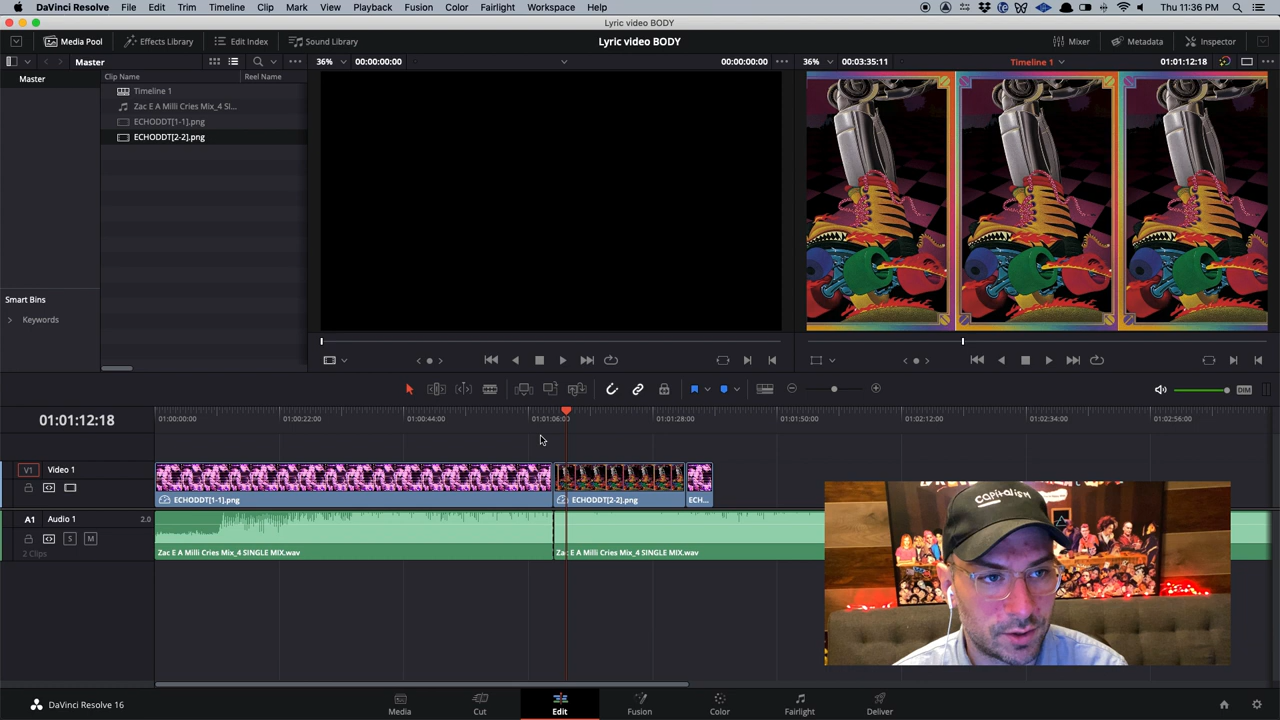 DaVinci Resolve File Edit Trim Timeline Clip Mark View Playback Fusion Color Fairlight Workspace Help Thu 11:36 PM
Lyric video BODY
Media Pool Effects Library Edit Index Sound Library Lyric video BODY Mixer Metadata Inspector
Master 36% 00:00:00:00 00:00:00:00 36% 00:03:35:11 Timeline 1 01:01:12:18
Master Clip Name Reel Name
Timeline 1
Zac E A Milli Cries Mix_4 SI...
ECHODDT[1-1].png
ECHODDT[2-2].png
Smart Bins
Keywords
DIM
01:01:12:18 01:00:00:00 01:00:22:00 01:00:44:00 01:01:06:00 01:01:28:00 01:01:50:00 01:02:12:00 01:02:34:00 01:02:56:00
V1 Video 1
ECHODDT[1-1].png ECHODDT[2-2].png ECH...
A1 Audio 1 2.0
S M
2 Clips Zac E A Milli Cries Mix_4 SINGLE MIX.wav Zac E A Milli Cries Mix_4 SINGLE MIX.wav
capitalism
DaVinci Resolve 16 Media Cut Edit Fusion Color Fairlight Deliver